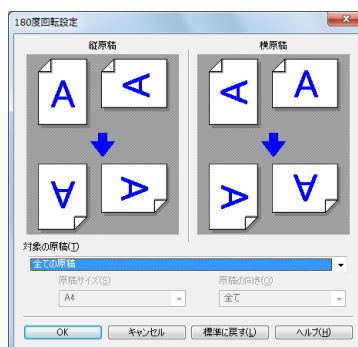 180度回転設定
縦原稿
横原稿
A A A A
A A A A
対象の原稿(T)
全ての原稿
原稿サイズ(S)
原稿の向き(O)
A4
全て
OK
キャンセル
標準に戻す(L)
ヘルプ(H)